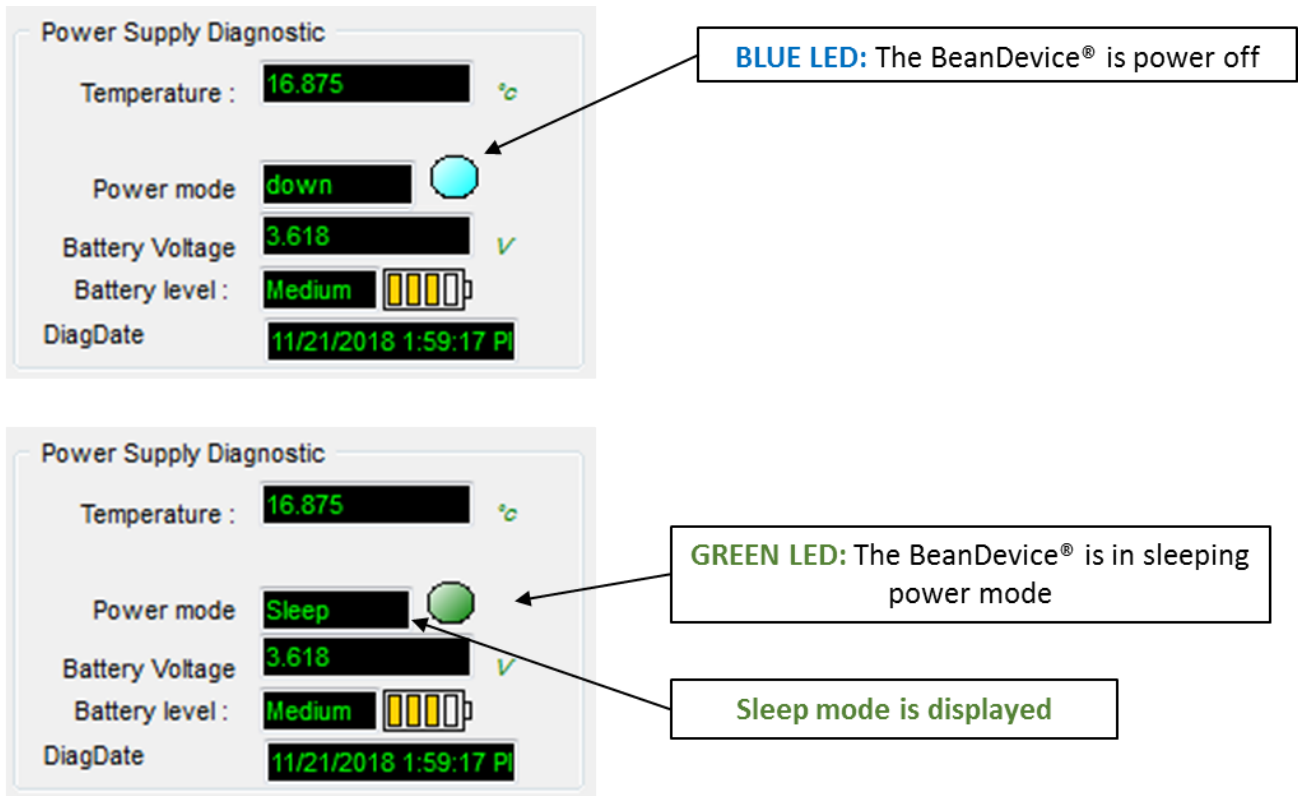 Power Supply Diagnostic
Temperature : 16.875 °c
BLUE LED: The BeanDevice® is power off
Power mode down
Battery Voltage 3.618 V
Battery level : Medium
DiagDate 11/21/2018 1:59:17 P
Power Supply Diagnostic
Temperature : 16.875 °c
GREEN LED: The BeanDevice® is in sleeping
power mode
Power mode Sleep
Battery Voltage 3.618 V
Battery level : Medium
Sleep mode is displayed
DiagDate 11/21/2018 1:59:17 P